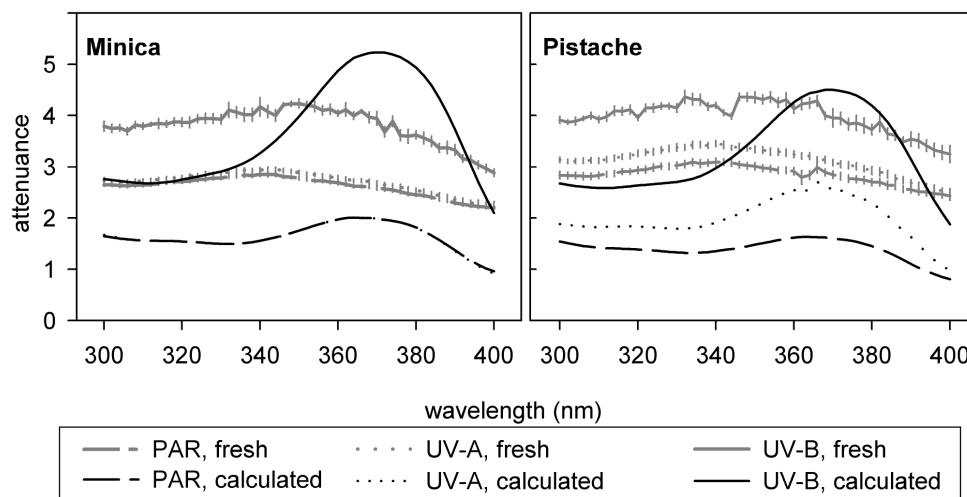 Minica
Pistache
attenuance
5
4
3
2
1
0
300 320 340 360 380 400
300 320 340 360 380 400
wavelength (nm)
PAR, fresh UV-A, fresh UV-B, fresh
PAR, calculated UV-A, calculated UV-B, calculated